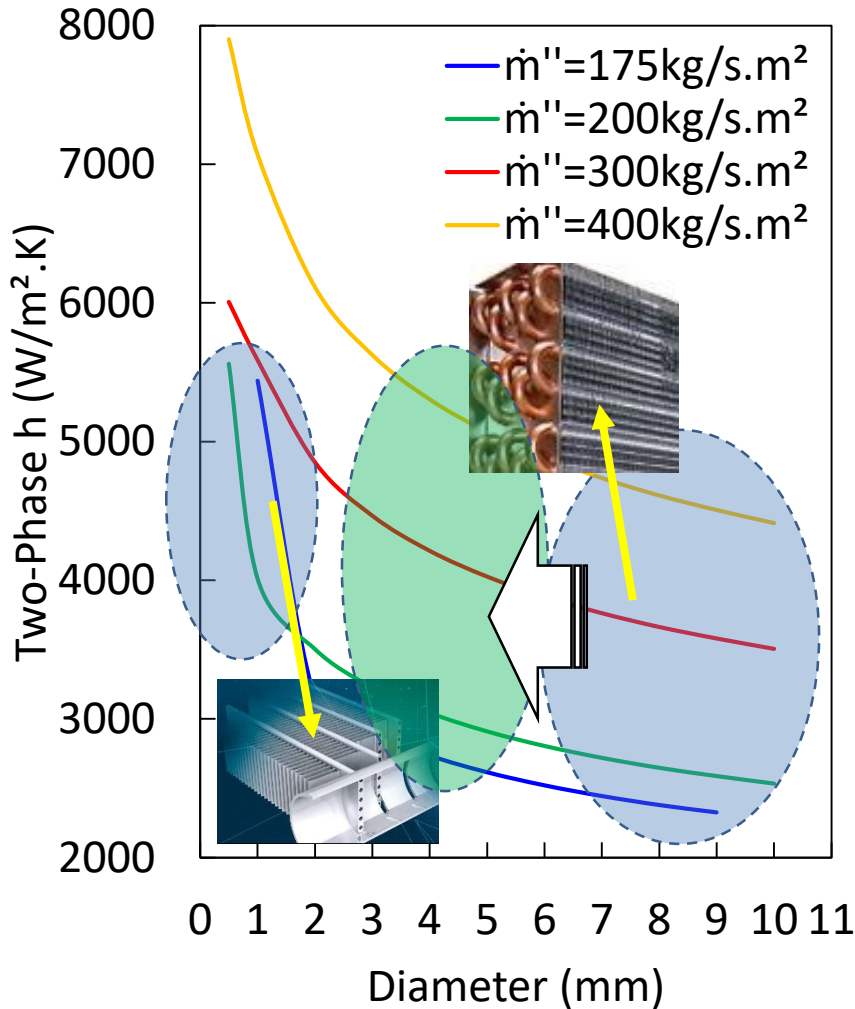 8000
7000
6000
5000
4000
3000
2000
Two-Phase h (W/m².K)
ṁ''=175kg/s.m²
ṁ''=200kg/s.m²
ṁ''=300kg/s.m²
ṁ''=400kg/s.m²
0 1 2 3 4 5 6 7 8 9 10 11
Diameter (mm)